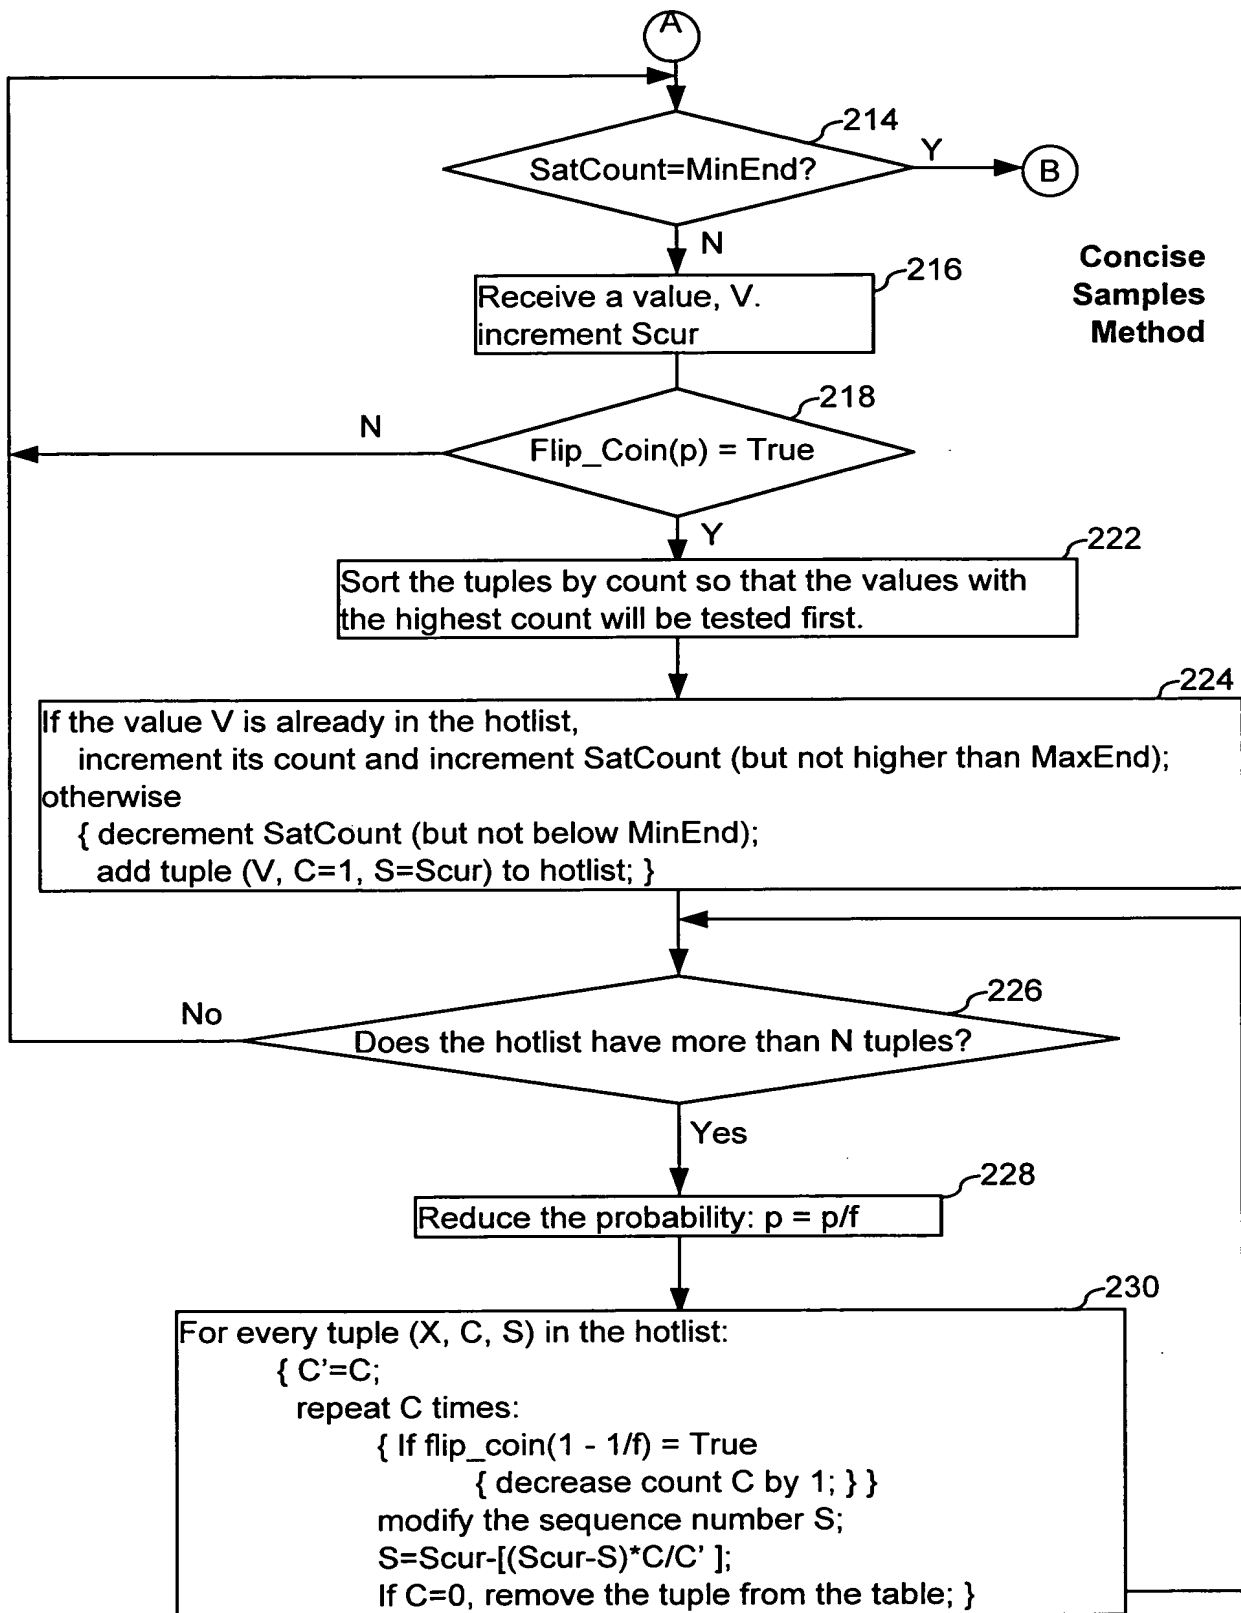 A
214
SatCount=MinEnd?
Y
B
N
Concise
Samples
Method
216
Receive a value, V.
increment Scur
218
N
Flip_Coin(p) = True
Y
222
Sort the tuples by count so that the values with
the highest count will be tested first.
224
If the value V is already in the hotlist,
increment its count and increment SatCount (but not higher than MaxEnd);
otherwise
{ decrement SatCount (but not below MinEnd);
add tuple (V, C=1, S=Scur) to hotlist; }
226
No
Does the hotlist have more than N tuples?
Yes
228
Reduce the probability: p = p/f
230
For every tuple (X, C, S) in the hotlist:
{ C'=C;
repeat C times:
{ If flip_coin(1 - 1/f) = True
{ decrease count C by 1; } }
modify the sequence number S;
S=Scur-[(Scur-S)*C/C' ];
If C=0, remove the tuple from the table; }